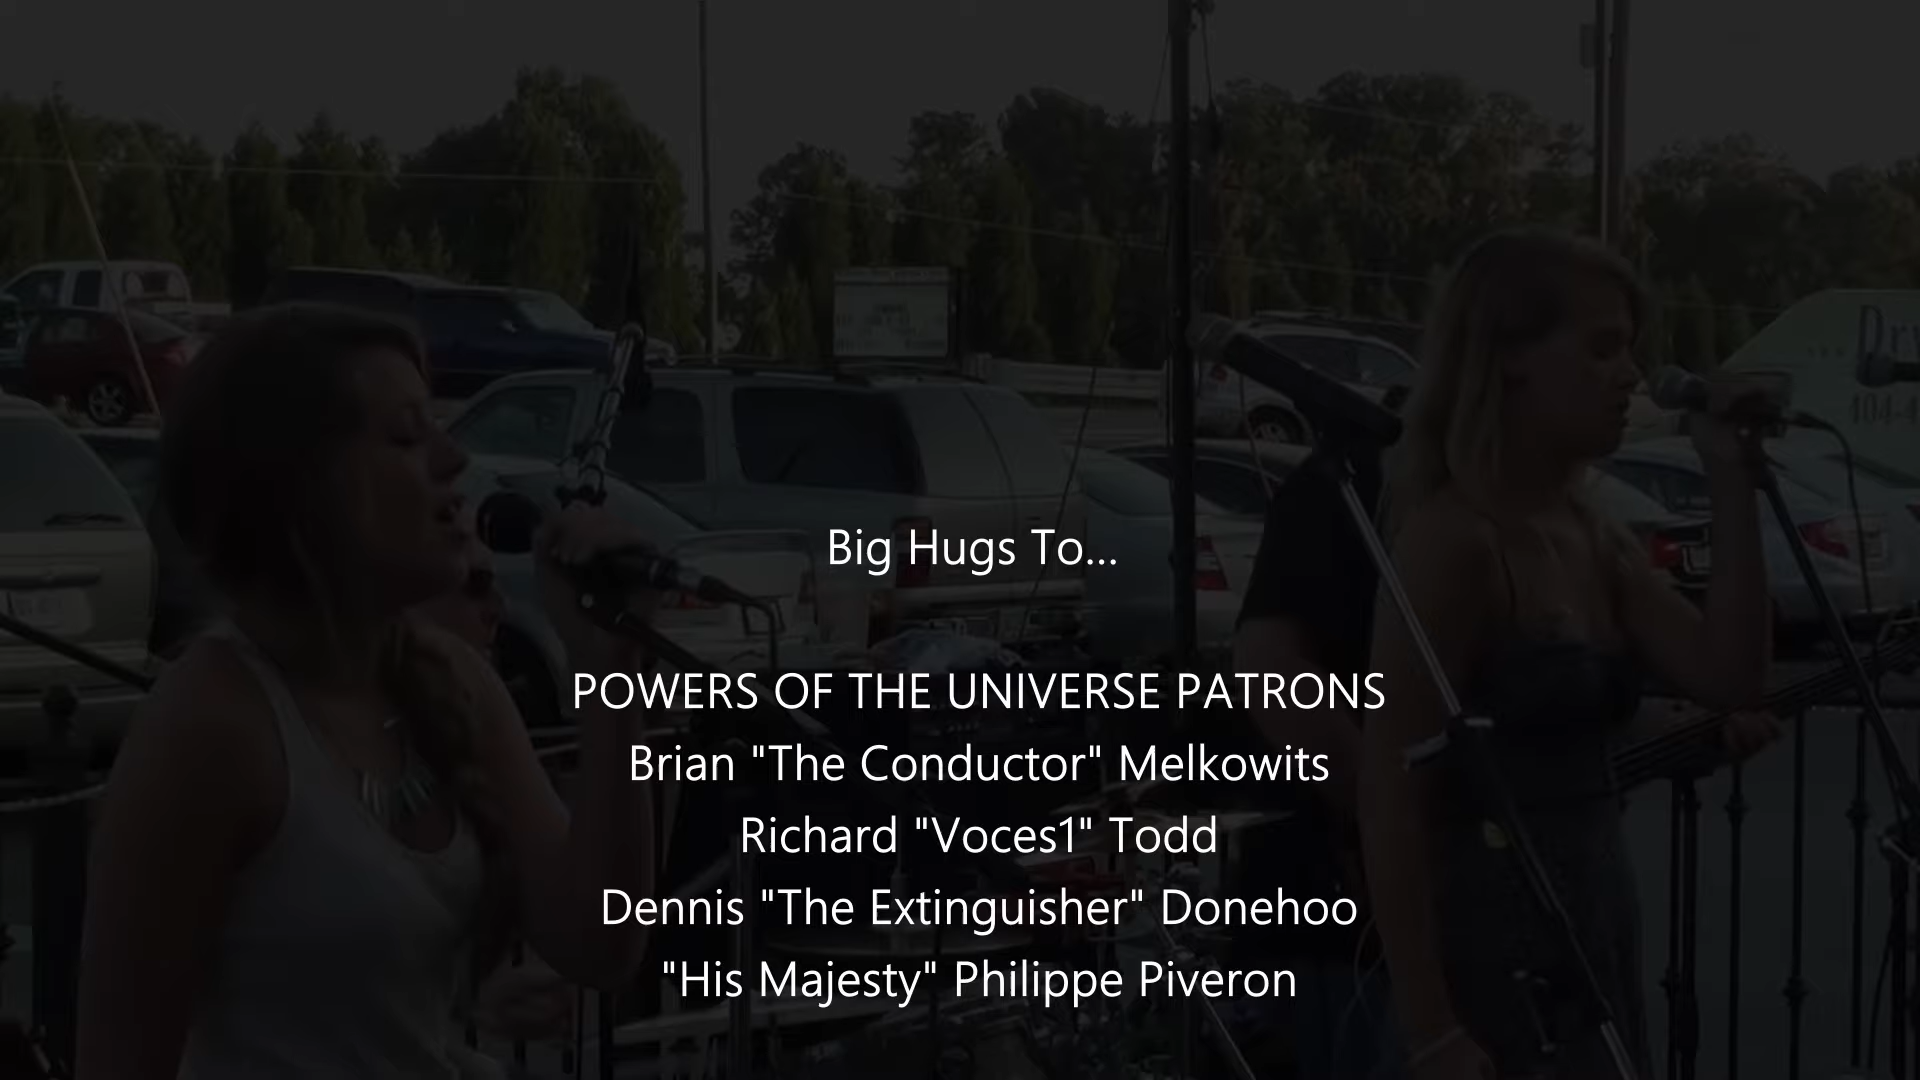 Big Hugs To...
POWERS OF THE UNIVERSE PATRONS
Brian "The Conductor" Melkowits
Richard "Voces1" Todd
Dennis "The Extinguisher" Donehoo
"His Majesty" Philippe Piveron